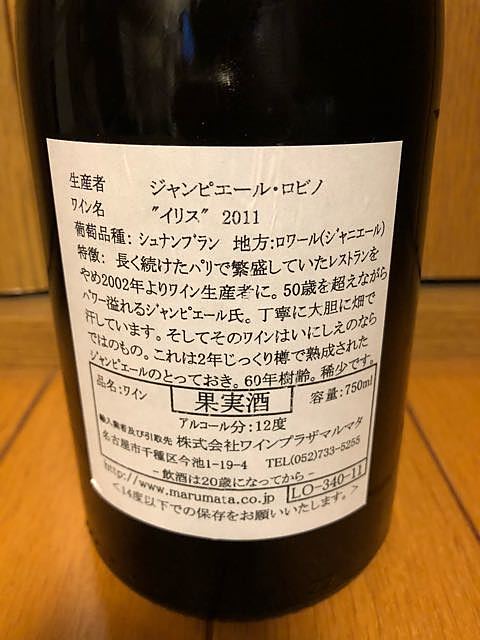 生産者 ジャンピエール・ロビノ
ワイン名 "イリス" 2011
葡萄品種: シュナンブラン 地方:ロワール(ジャニエール)
特徴: 長く続けたパリで繁盛していたレストランを
やめ2002年よりワイン生産者に。50歳を超えながら
パワー溢れるジャンピエール氏。丁寧に大胆に畑で
汗しています。そしてそのワインはいにしえのなら
ではのもの。これは2年じっくり樽で熟成された
ジャンピエールのとっておき。60年樹齢。稀少です。
品名:ワイン 果実酒 容量:750ml
アルコール分:12度
輸入業者及び引取先 株式会社ワインプラザマルマタ
名古屋市千種区今池1-19-4 TEL(052)733-5255
- 飲酒は20歳になってから -
http://www.marumata.co.jp LO-340-11
<14度以下での保存をお願いいたします。>